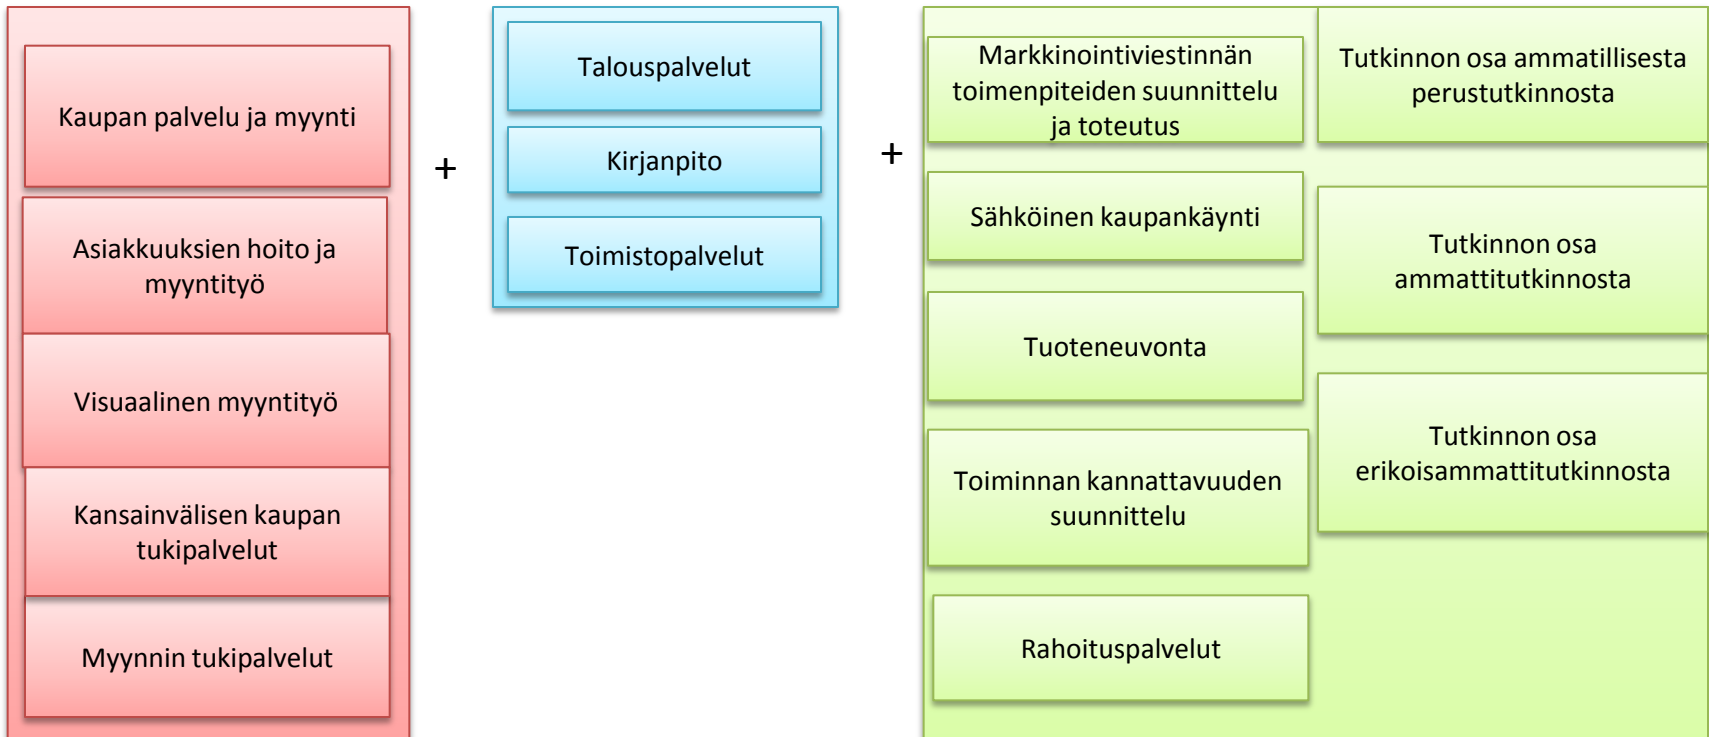 Kaupan palvelu ja myynti
Asiakkuuksien hoito ja
myyntityö
Visuaalinen myyntityö
Kansainvälisen kaupan
tukipalvelut
Myynnin tukipalvelut
+
Talouspalvelut
Kirjanpito
Toimistopalvelut
+
Markkinointiviestinnän
toimenpiteiden suunnittelu
ja toteutus
Sähköinen kaupankäynti
Tuoteneuvonta
Toiminnan kannattavuuden
suunnittelu
Rahoituspalvelut
Tutkinnon osa ammatillisesta
perustutkinnosta
Tutkinnon osa
ammattitutkinnosta
Tutkinnon osa
erikoisammattitutkinnosta